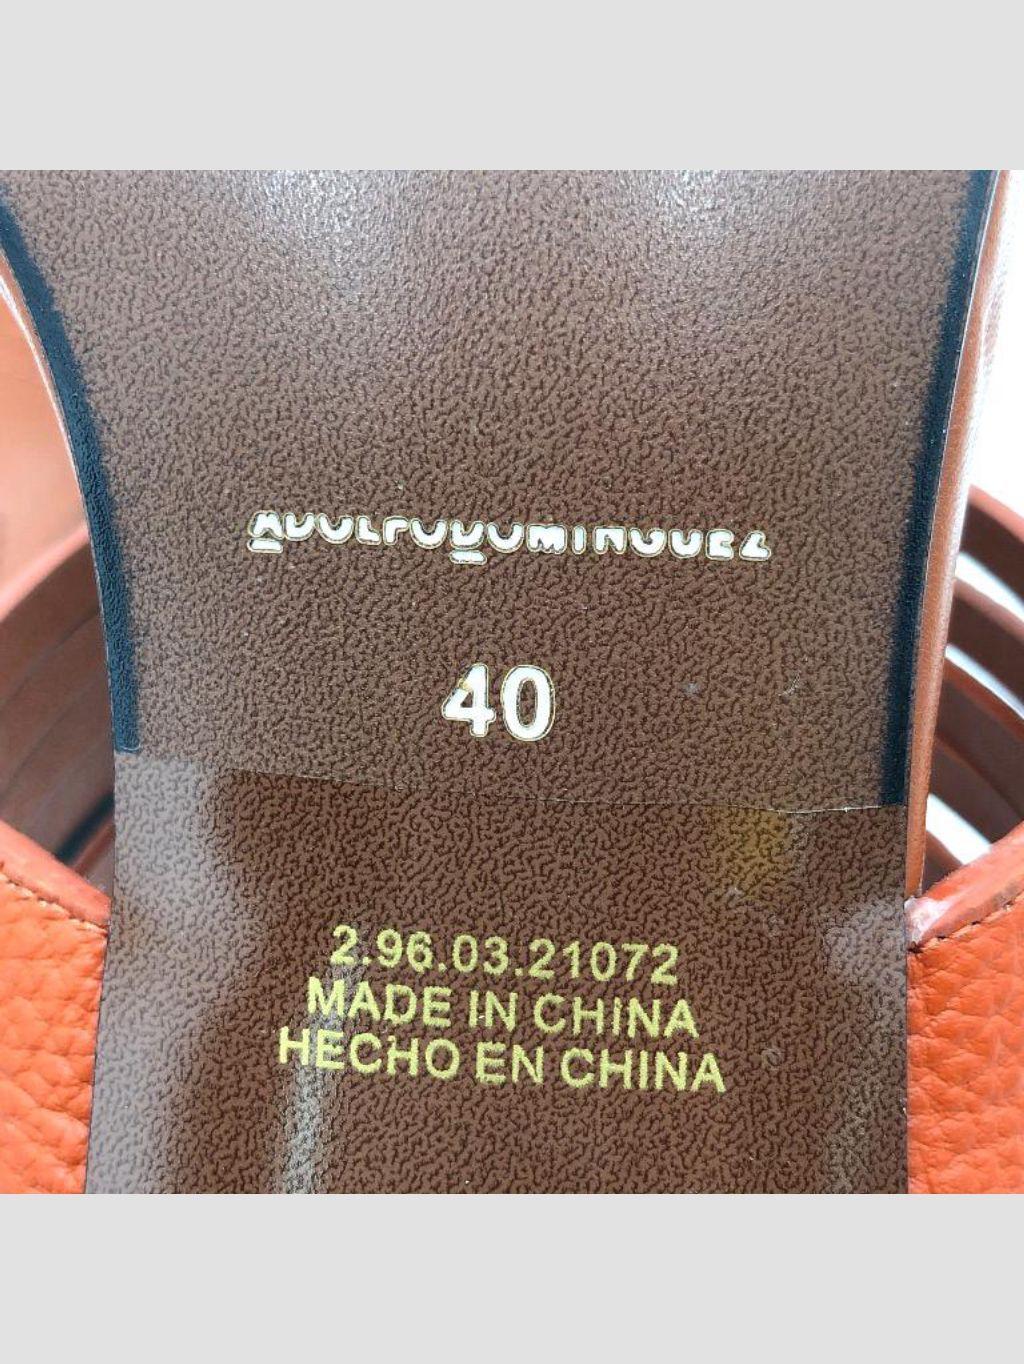 40
2.96.03.21072
MADE IN CHINA
HECHO EN CHINA